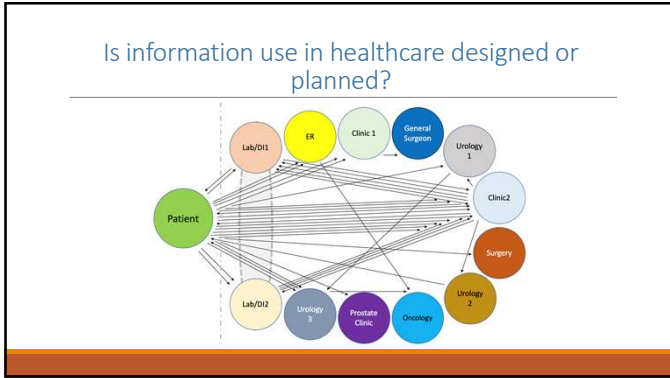 Is information use in healthcare designed or
planned?
Lab/DI1
ER
Clinic 1
General
Surgeon
Urology
1
Clinic2
Patient
Surgery
Urology
2
Lab/DI2
Urology
3
Prostate
Clinic
Oncology